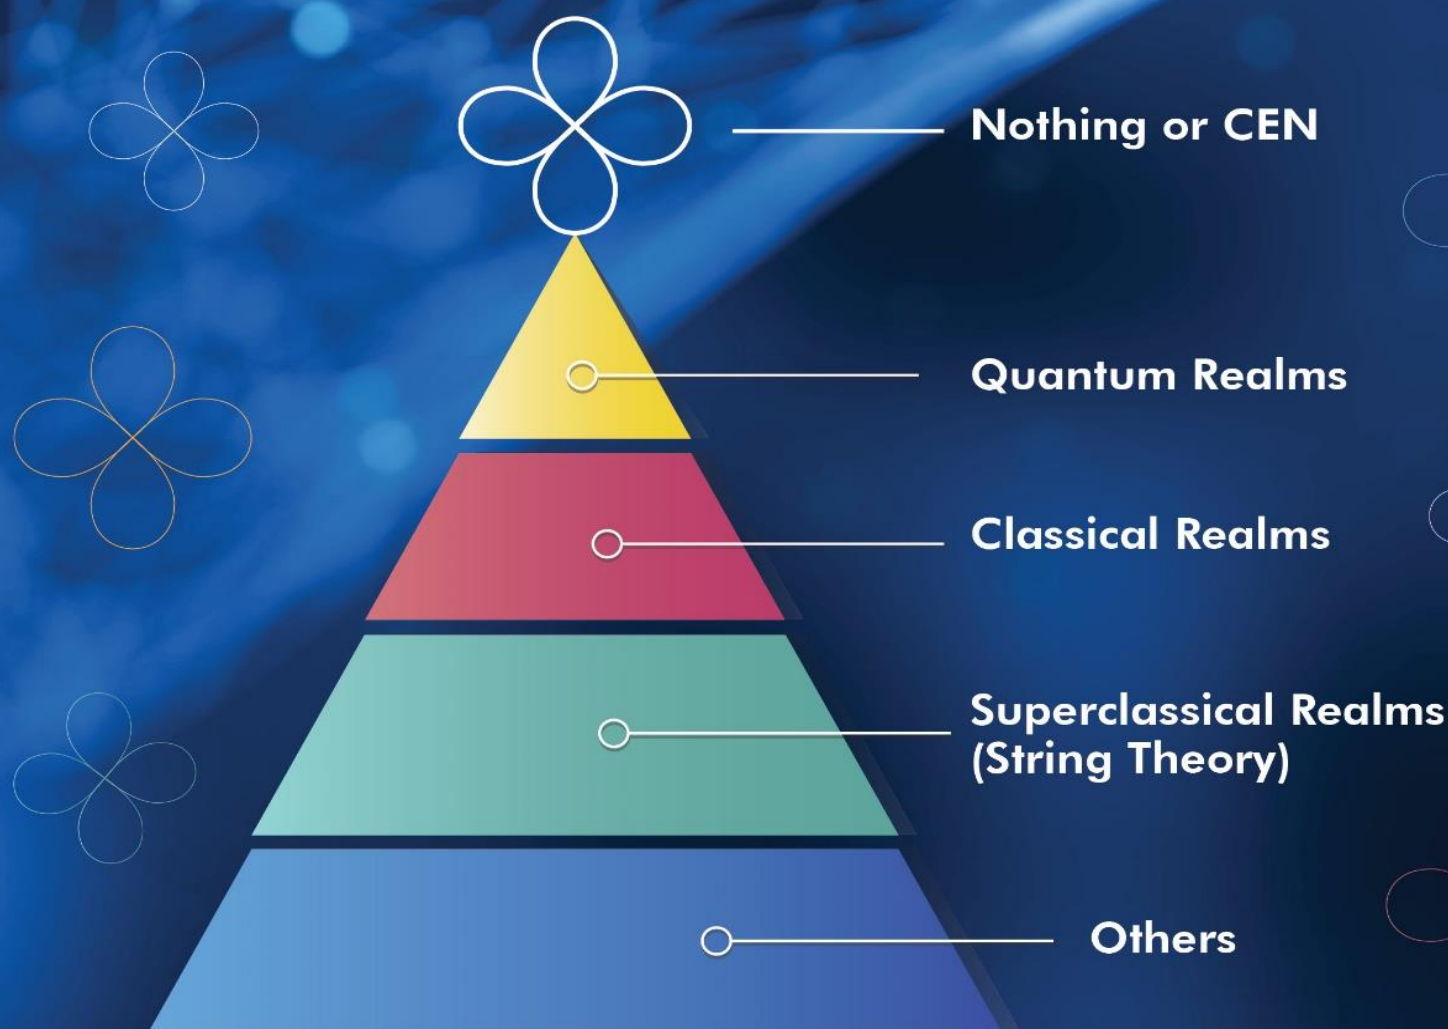 Nothing or CEN
Quantum Realms
Classical Realms
Superclassical Realms
(String Theory)
Others